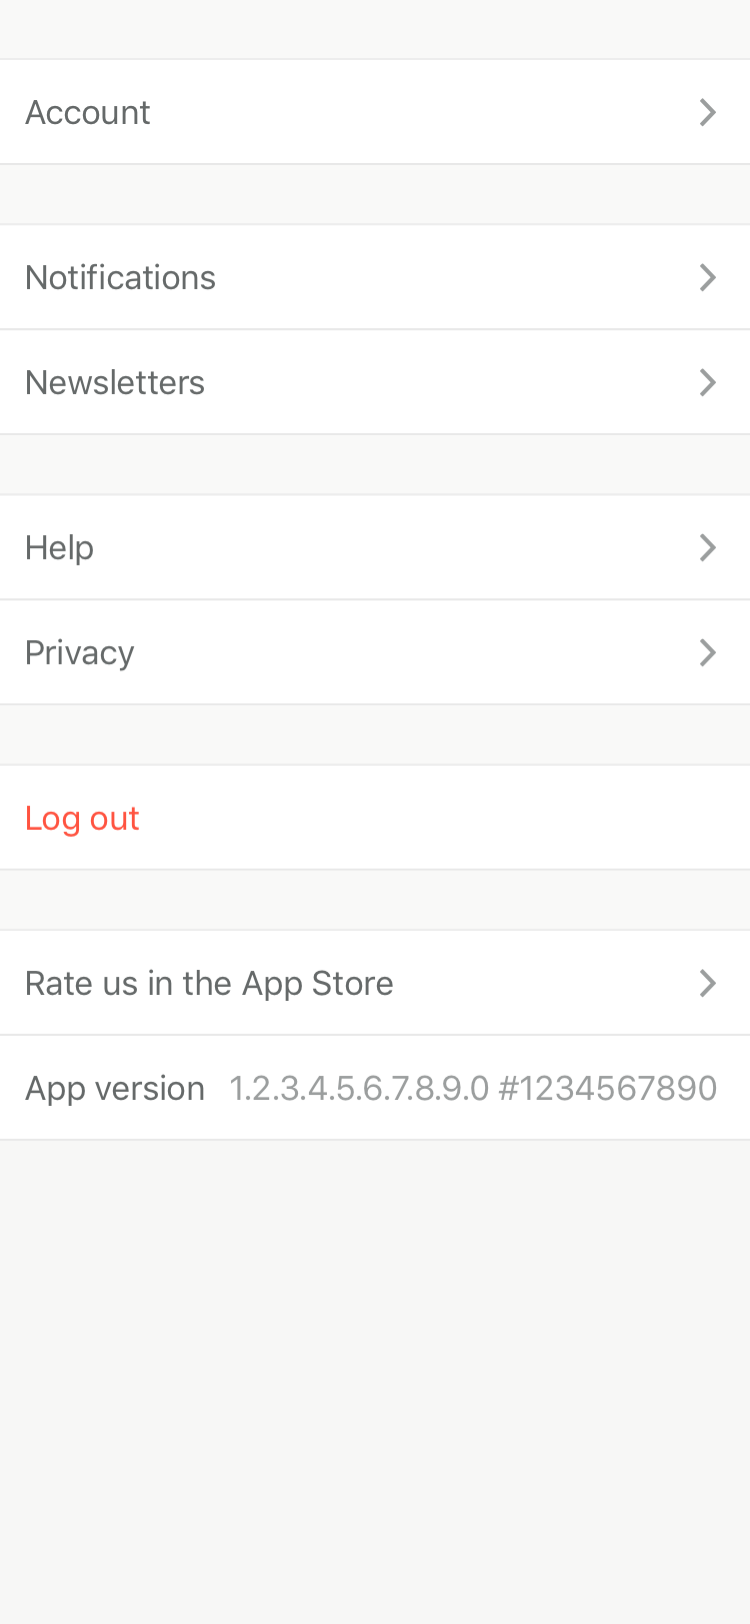 Account
Notifications
Newsletters
Help
Privacy
Log out
Rate us in the App Store
App version 1.2.3.4.5.6.7.8.9.0 #1234567890